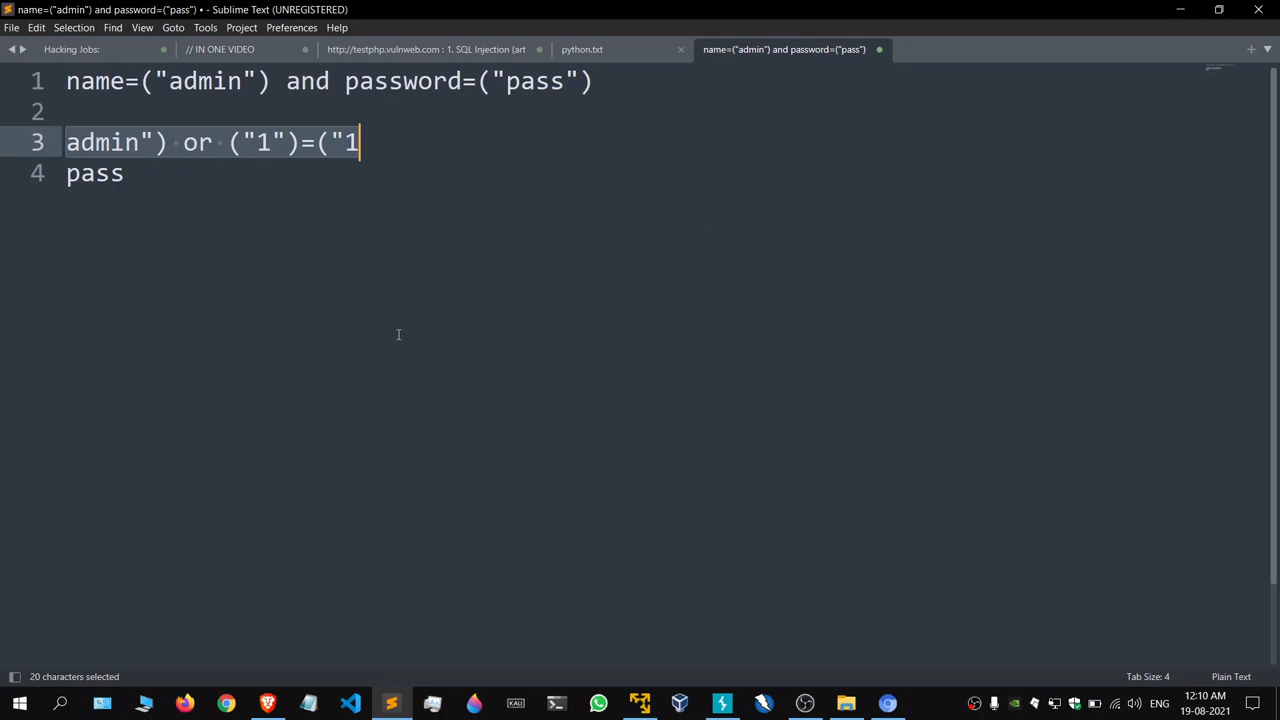 name=("admin") and password=("pass") • - Sublime Text (UNREGISTERED)
File Edit Selection Find View Goto Tools Project Preferences Help
Hacking Jobs: // IN ONE VIDEO http://testphp.vulnweb.com : 1. SQL Injection (art python.txt name=("admin") and password=("pass")
1 name=("admin") and password=("pass")
2
3 admin") or ("1")=("1
4 pass
20 characters selected Tab Size: 4 Plain Text
KALI ENG 12:10 AM
19-08-2021